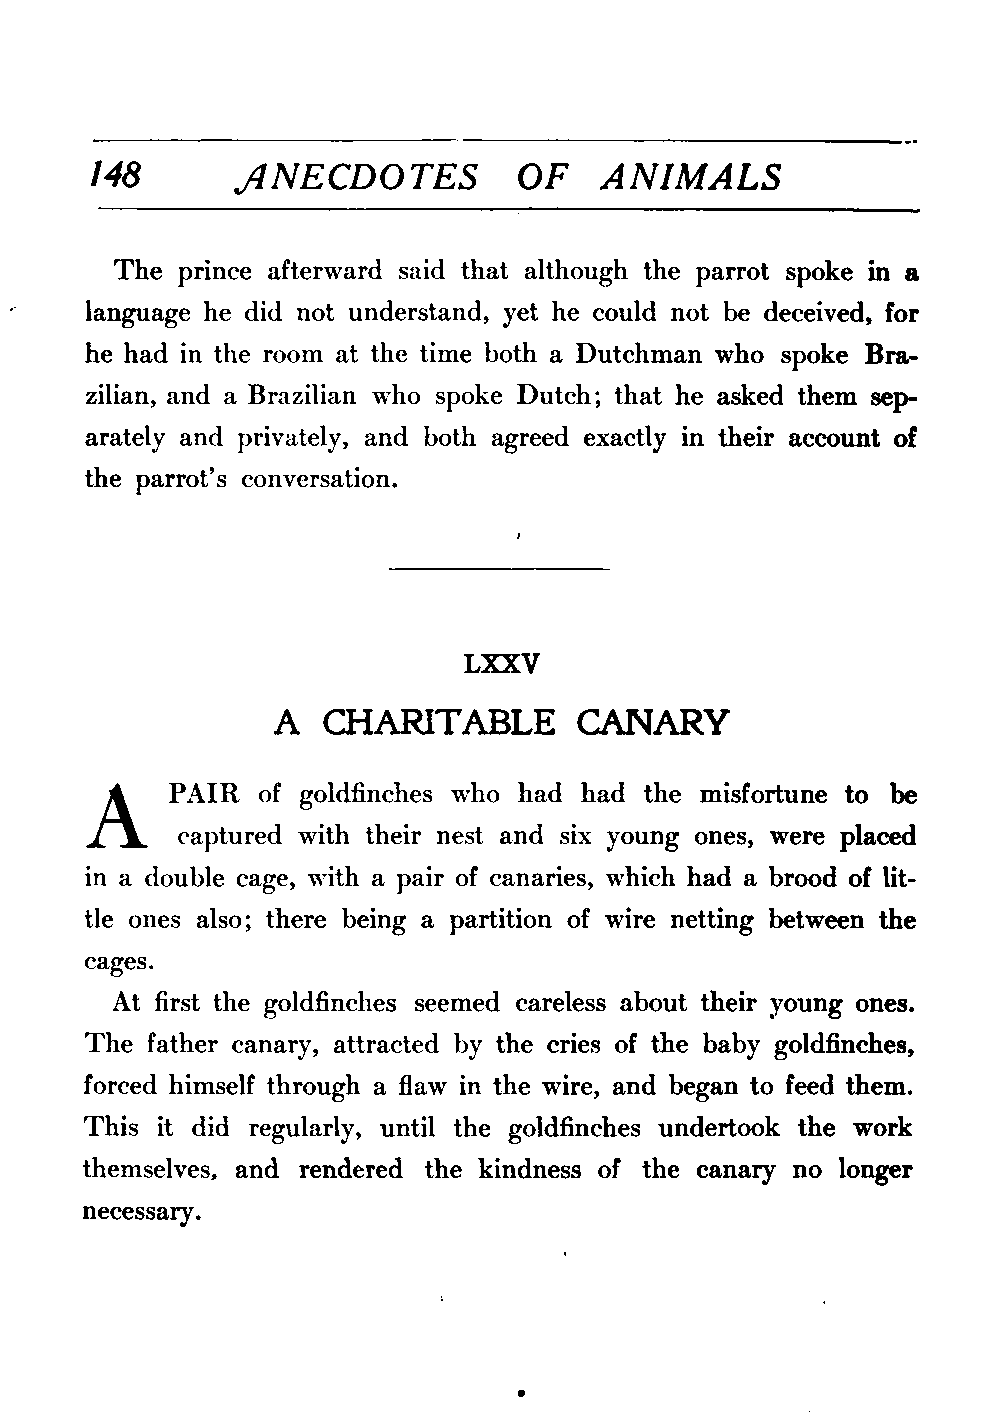 148 ANECDOTES OF ANIMALS
The prince afterward said that although the parrot spoke in a
language he did not understand, yet he could not be deceived, for
he had in the room at the time both a Dutchman who spoke Bra-
zilian, and a Brazilian who spoke Dutch; that he asked them sep-
arately and privately, and both agreed exactly in their account of
the parrot's conversation.
LXXV
A CHARITABLE CANARY
A PAIR of goldfinches who had had the misfortune to be
captured with their nest and six young ones, were placed
in a double cage, with a pair of canaries, which had a brood of lit-
tle ones also; there being a partition of wire netting between the
cages.
At first the goldfinches seemed careless about their young ones.
The father canary, attracted by the cries of the baby goldfinches,
forced himself through a flaw in the wire, and began to feed them.
This it did regularly, until the goldfinches undertook the work
themselves, and rendered the kindness of the canary no longer
necessary.